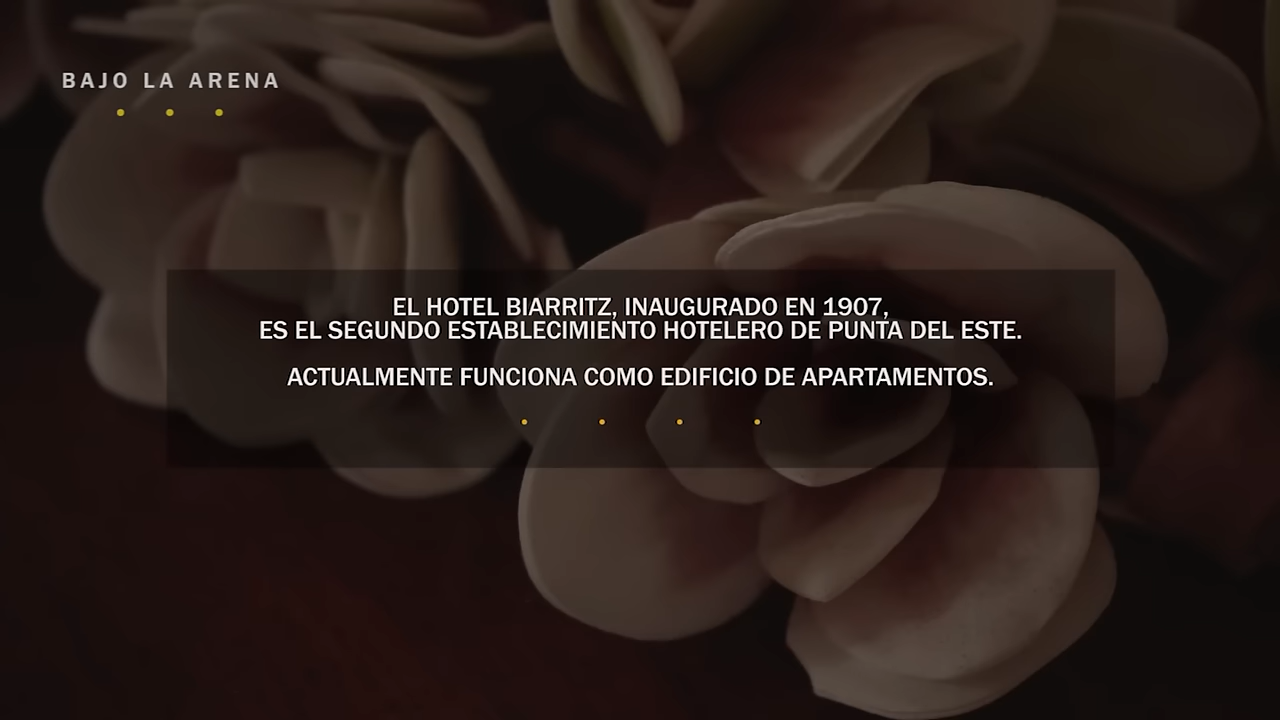 BAJO LA ARENA
EL HOTEL BIARRITZ, INAUGURADO EN 1907,
ES EL SEGUNDO ESTABLECIMIENTO HOTELERO DE PUNTA DEL ESTE.
ACTUALMENTE FUNCIONA COMO EDIFICIO DE APARTAMENTOS.